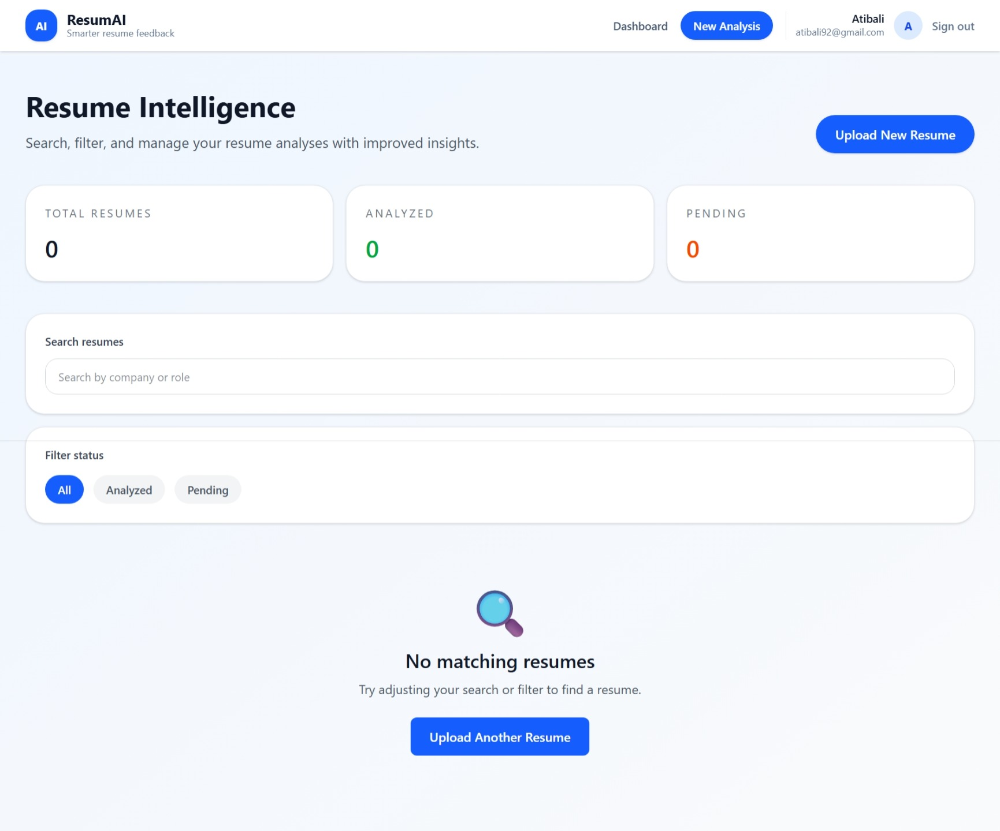 AI
ResumAI
Smarter resume feedback
Dashboard
New Analysis
Atibali
atibali92@gmail.com
A
Sign out
Resume Intelligence
Search, filter, and manage your resume analyses with improved insights.
Upload New Resume
TOTAL RESUMES
0
ANALYZED
0
PENDING
0
Search resumes
Search by company or role
Filter status
All
Analyzed
Pending
No matching resumes
Try adjusting your search or filter to find a resume.
Upload Another Resume